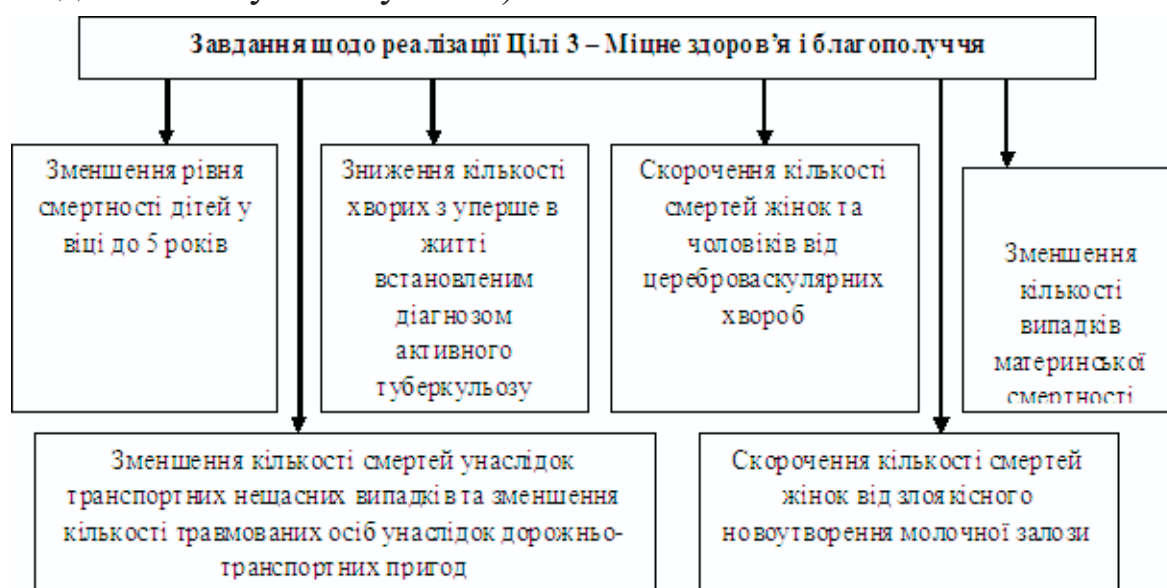 Завдання щодо реалізації Цілі 3 – Міцне здоров’я і благополуччя
Зменшення рівня
смертності дітей у
віці до 5 років
Зниження кількості
хворих з уперше в
житті
встановленим
діагнозом
активного
туберкульозу
Скорочення кількості
смертей жінок та
чоловіків від
цереброваскулярних
хвороб
Зменшення
кількості
випадків
материнської
смертності
Зменшення кількості смертей унаслідок
транспортних нещасних випадків та зменшення
кількості травмованих осіб унаслідок дорожньо-
транспортних пригод
Скорочення кількості смертей
жінок від злоякісного
новоутворення молочної залози